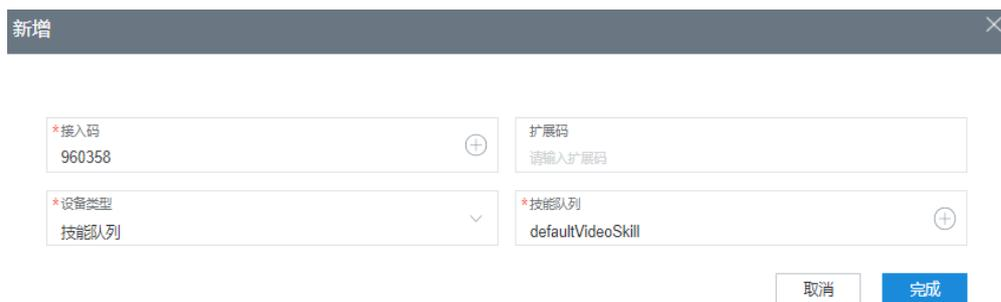 新增
*接入码
960358
扩展码
请输入扩展码
*设备类型
技能队列
*技能队列
defaultVideoSkill
取消
完成